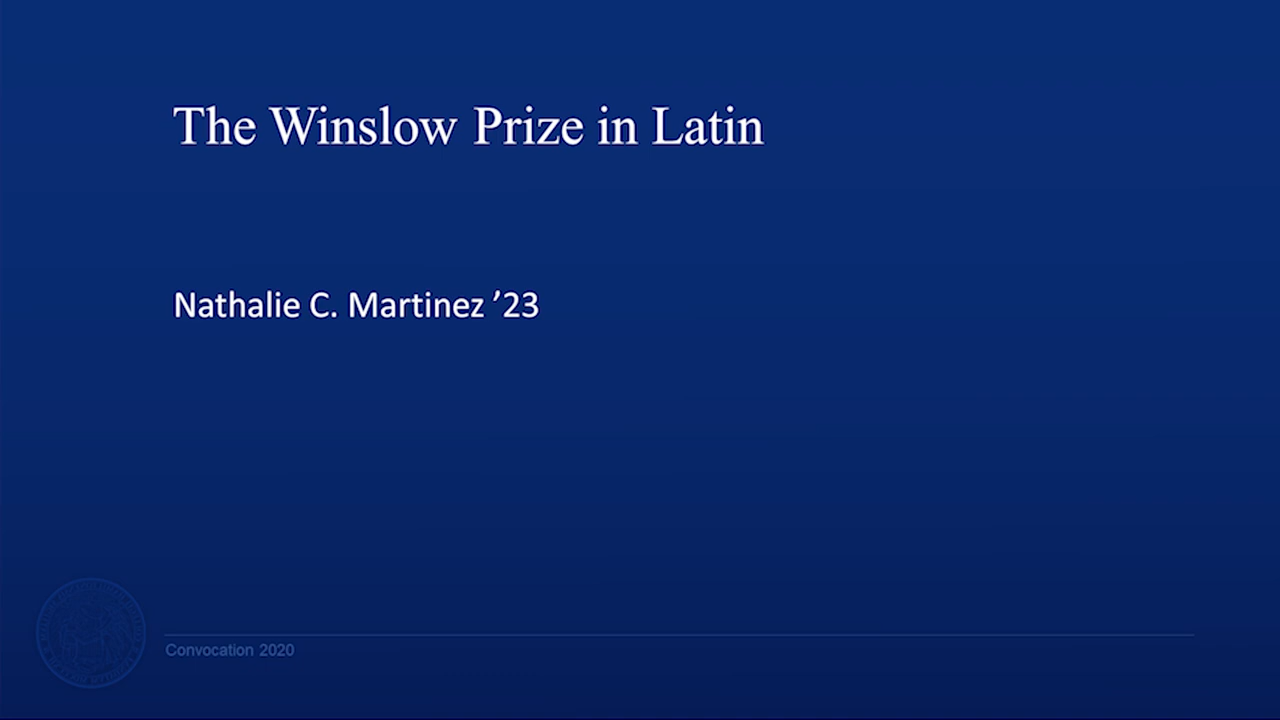 The Winslow Prize in Latin
Nathalie C. Martinez ’23
Convocation 2020